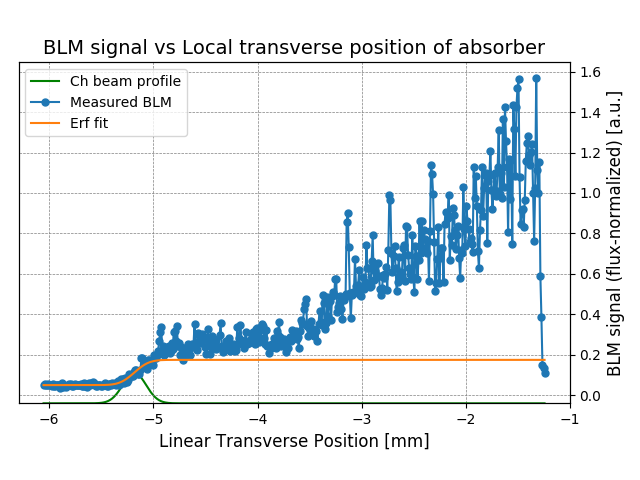 BLM signal vs Local transverse position of absorber
Ch beam profile
Measured BLM
Erf fit
1.6
1.4
1.2
1.0
0.8
0.6
0.4
0.2
0.0
BLM signal (flux-normalized) [a.u.]
−6 −5 −4 −3 −2 −1
Linear Transverse Position [mm]